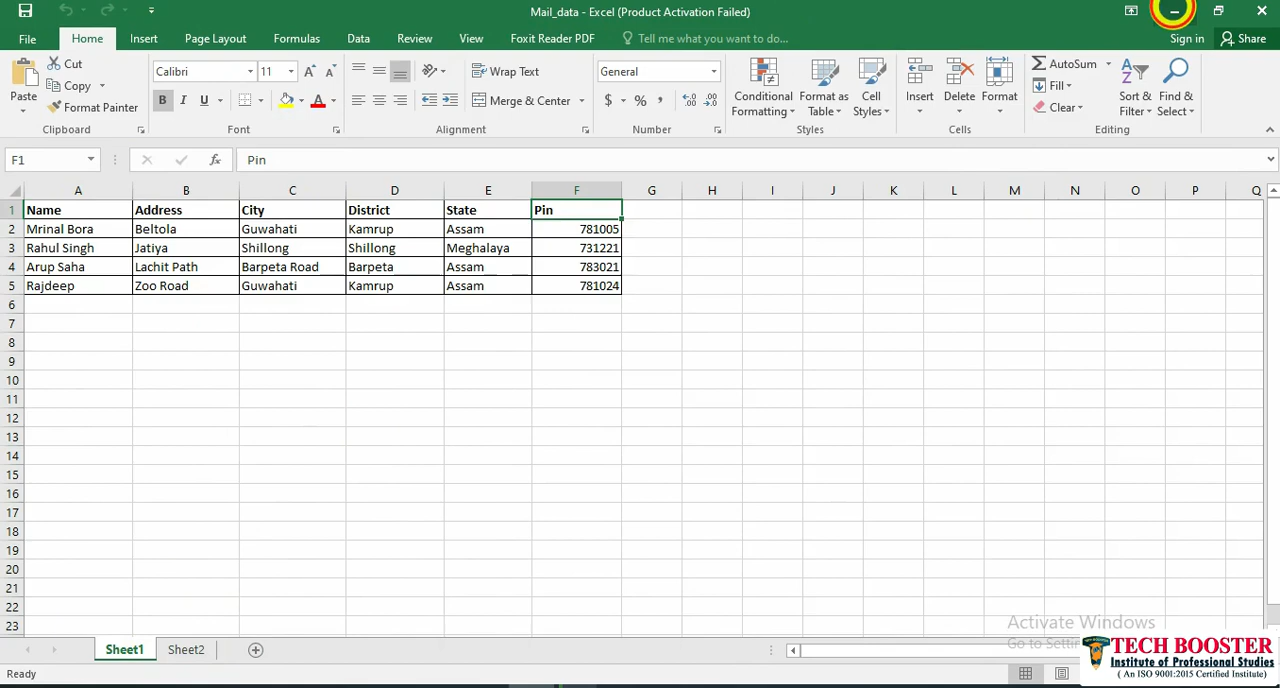 Mail_data - Excel (Product Activation Failed)
File Home Insert Page Layout Formulas Data Review View Foxit Reader PDF Tell me what you want to do... Sign in Share
Cut
Copy
Format Painter
Paste
Clipboard
Calibri 11
B I U
Font
Wrap Text
Merge & Center
Alignment
General
$ % ,
Number
Conditional Formatting
Format as Table
Cell Styles
Styles
Insert Delete Format
Cells
AutoSum
Fill
Clear
Sort & Filter
Find & Select
Editing
F1 fx Pin
A B C D E F G H I J K L M N O P Q
1 Name Address City District State Pin
2 Mrinal Bora Beltola Guwahati Kamrup Assam 781005
3 Rahul Singh Jatiya Shillong Shillong Meghalaya 731221
4 Arup Saha Lachit Path Barpeta Road Barpeta Assam 783021
5 Rajdeep Zoo Road Guwahati Kamrup Assam 781024
6
7
8
9
10
11
12
13
14
15
16
17
18
19
20
21
22
23
Activate Windows
Go to Settin
Sheet1 Sheet2
Ready
TECH BOOSTER
Institute of Professional Studies
( An ISO 9001:2015 Certified Institute)